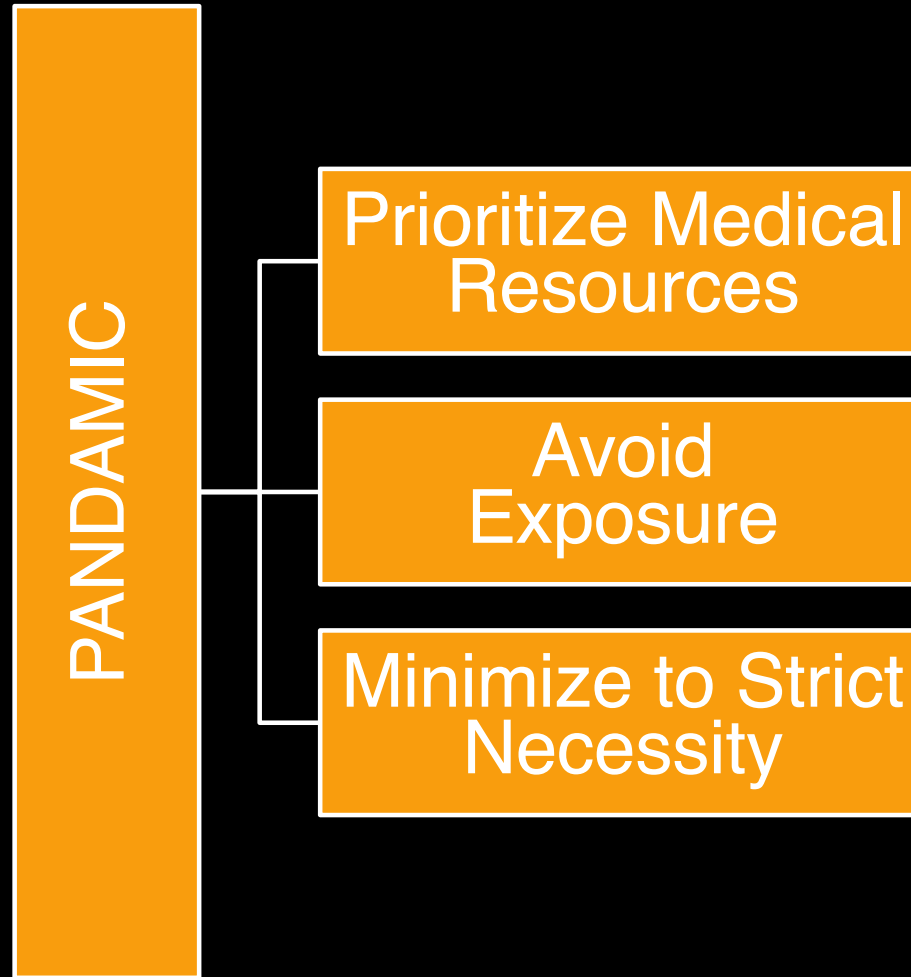 PANDAMIC
Prioritize Medical
Resources
Avoid
Exposure
Minimize to Strict
Necessity